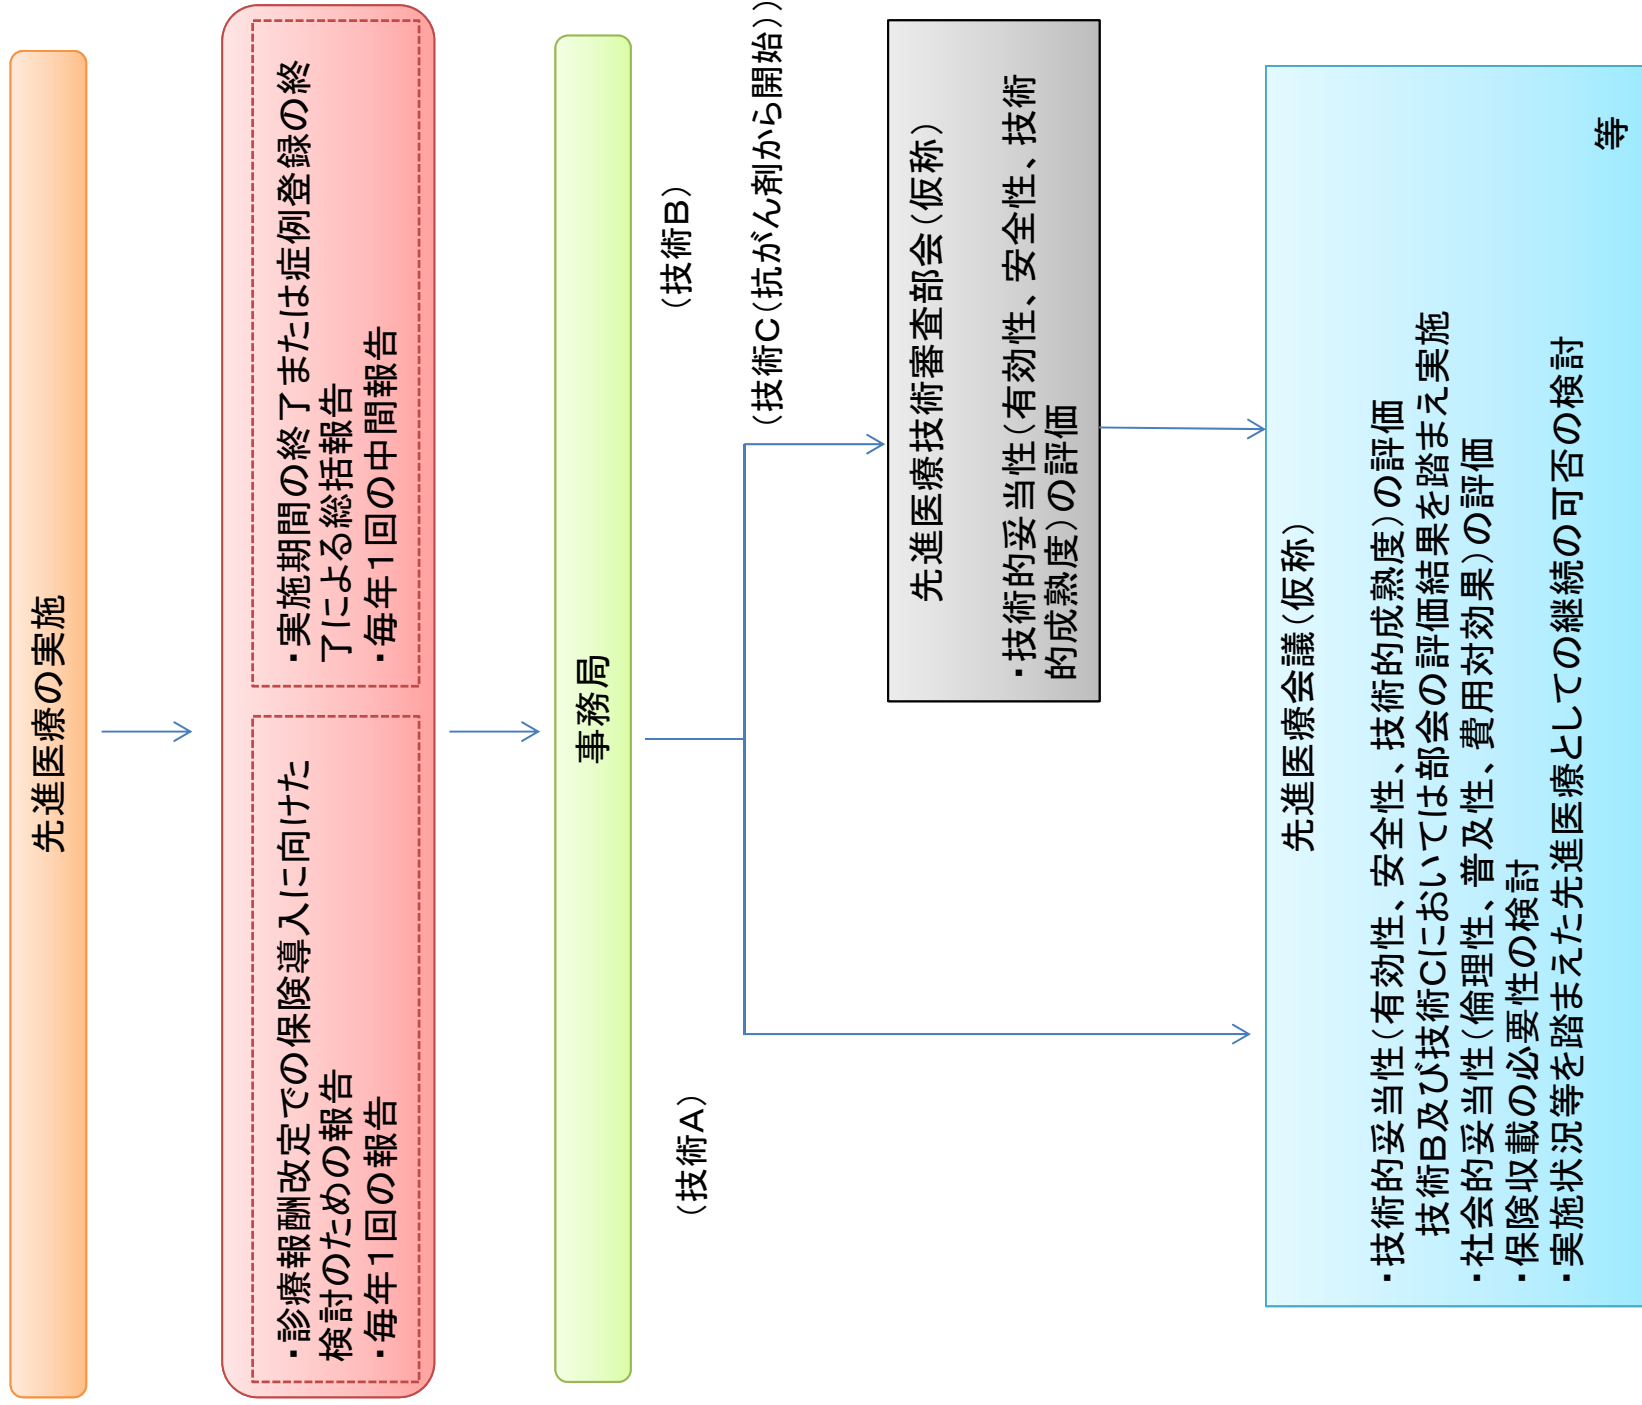 先進医療の実施
・診療報酬改定での保険導入に向けた
検討のための報告
・毎年1回の報告
・実施期間の終了または症例登録の終
了による総括報告
・毎年1回の中間報告
事務局
（技術A）
（技術B）
（技術C（抗がん剤から開始））
先進医療技術審査部会（仮称）
・技術的妥当性（有効性、安全性、技術
的成熟度）の評価
先進医療会議（仮称）
・技術的妥当性（有効性、安全性、技術的成熟度）の評価
技術B及び技術Cにおいては部会の評価結果を踏まえ実施
・社会的妥当性（倫理性、普及性、費用対効果）の評価
・保険収載の必要性の検討
・実施状況等を踏まえた先進医療としての継続の可否の検討
等